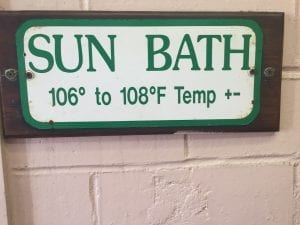 SUN BATH
106° to 108°F Temp +-